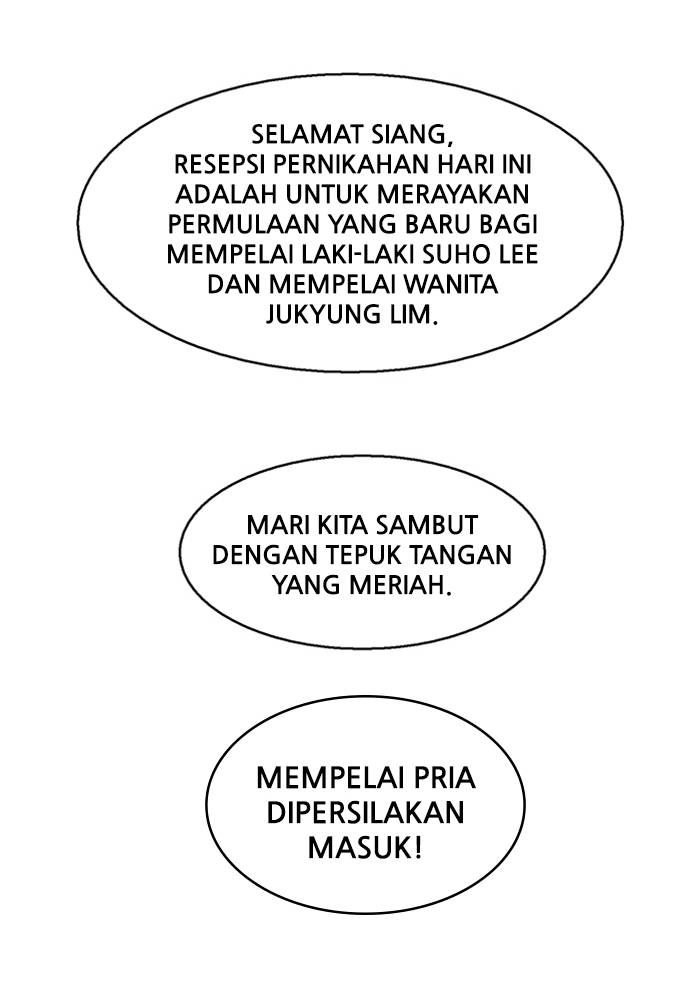 SELAMAT SIANG,
RESEPSI PERNIKAHAN HARI INI
ADALAH UNTUK MERAYAKAN
PERMULAAN YANG BARU BAGI
MEMPELAI LAKI-LAKI SUHO LEE
DAN MEMPELAI WANITA
JUKYUNG LIM.
MARI KITA SAMBUT
DENGAN TEPUK TANGAN
YANG MERIAH.
MEMPELAI PRIA
DIPERSILAKAN
MASUK!